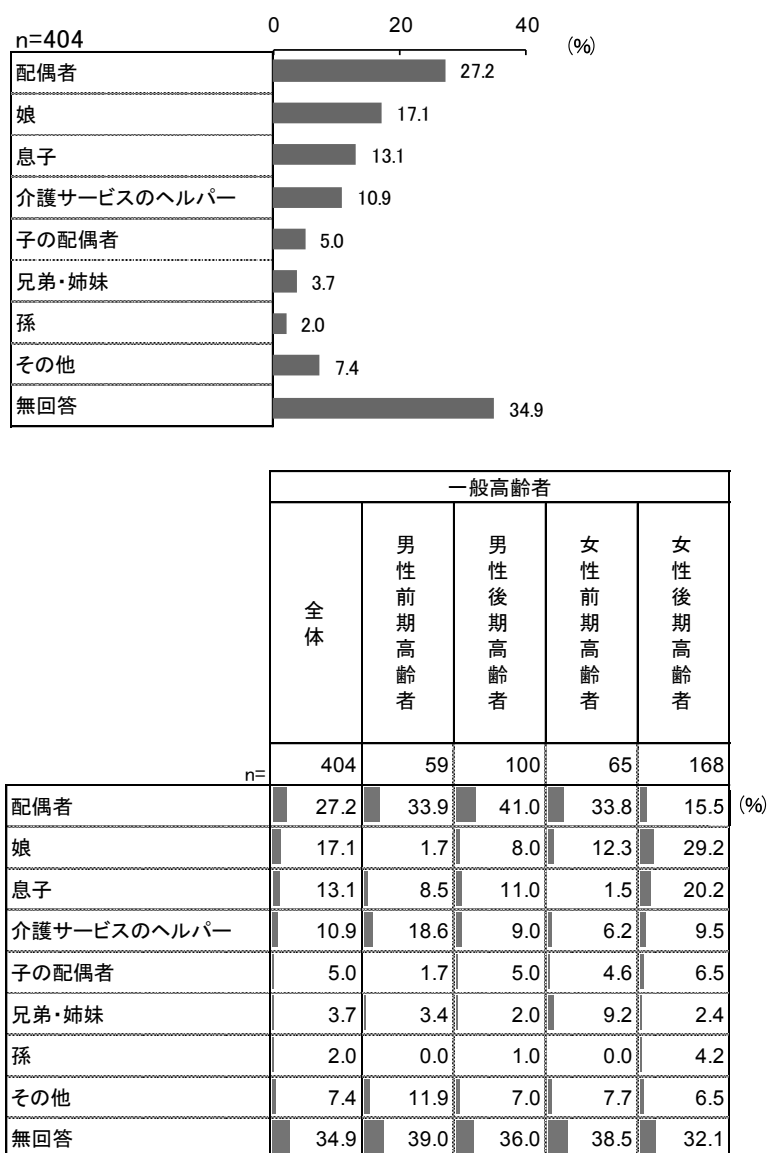 0 20 40
n=404 (%)
配偶者 27.2
娘 17.1
息子 13.1
介護サービスのヘルパー 10.9
子の配偶者 5.0
兄弟・姉妹 3.7
孫 2.0
その他 7.4
無回答 34.9
一般高齢者
全体 男性前期高齢者 男性後期高齢者 女性前期高齢者 女性後期高齢者
n= 404 59 100 65 168
配偶者 27.2 33.9 41.0 33.8 15.5 (%)
娘 17.1 1.7 8.0 12.3 29.2
息子 13.1 8.5 11.0 1.5 20.2
介護サービスのヘルパー 10.9 18.6 9.0 6.2 9.5
子の配偶者 5.0 1.7 5.0 4.6 6.5
兄弟・姉妹 3.7 3.4 2.0 9.2 2.4
孫 2.0 0.0 1.0 0.0 4.2
その他 7.4 11.9 7.0 7.7 6.5
無回答 34.9 39.0 36.0 38.5 32.1